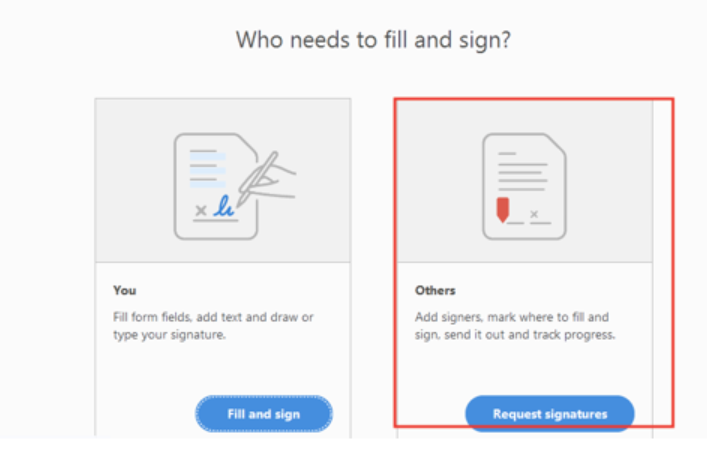 Who needs to fill and sign?
You
Fill form fields, add text and draw or
type your signature.
Fill and sign
Others
Add signers, mark where to fill and
sign, send it out and track progress.
Request signatures